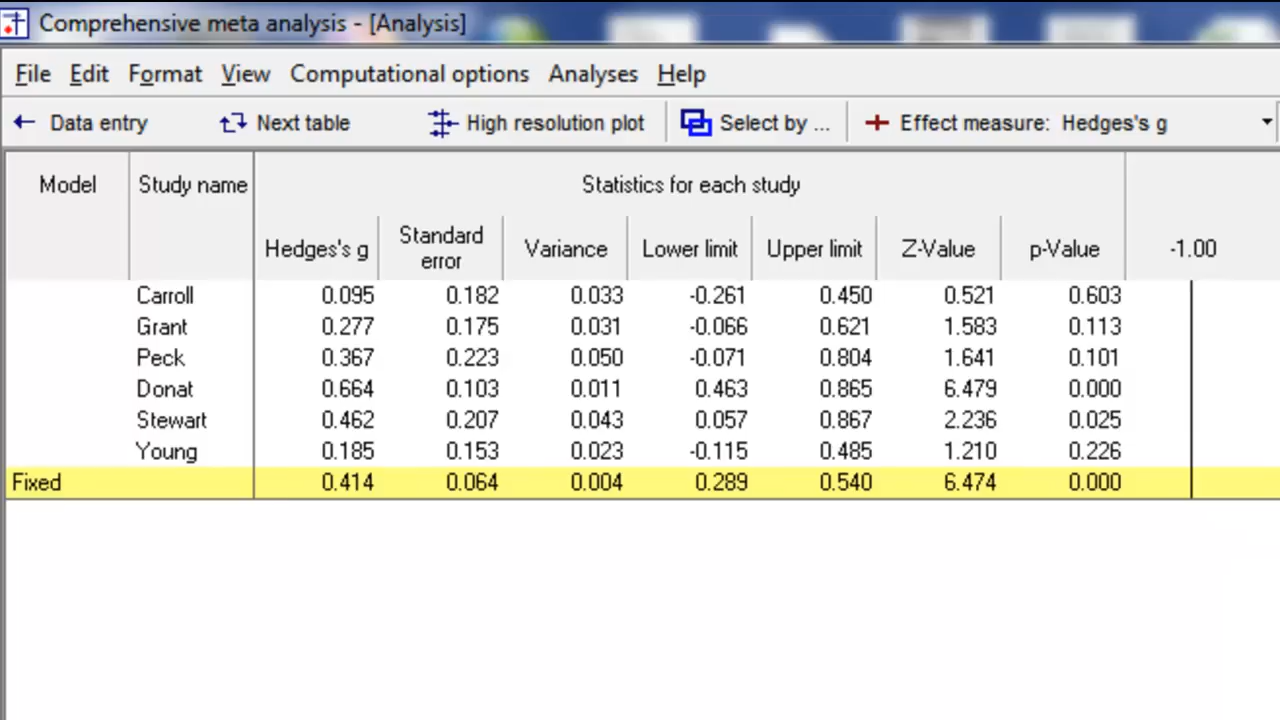 Comprehensive meta analysis - [Analysis]
File Edit Format View Computational options Analyses Help
Data entry Next table High resolution plot Select by ... Effect measure: Hedges's g
Model Study name Statistics for each study
Hedges's g Standard error Variance Lower limit Upper limit Z-Value p-Value -1.00
Carroll 0.095 0.182 0.033 -0.261 0.450 0.521 0.603
Grant 0.277 0.175 0.031 -0.066 0.621 1.583 0.113
Peck 0.367 0.223 0.050 -0.071 0.804 1.641 0.101
Donat 0.664 0.103 0.011 0.463 0.865 6.479 0.000
Stewart 0.462 0.207 0.043 0.057 0.867 2.236 0.025
Young 0.185 0.153 0.023 -0.115 0.485 1.210 0.226
Fixed 0.414 0.064 0.004 0.289 0.540 6.474 0.000